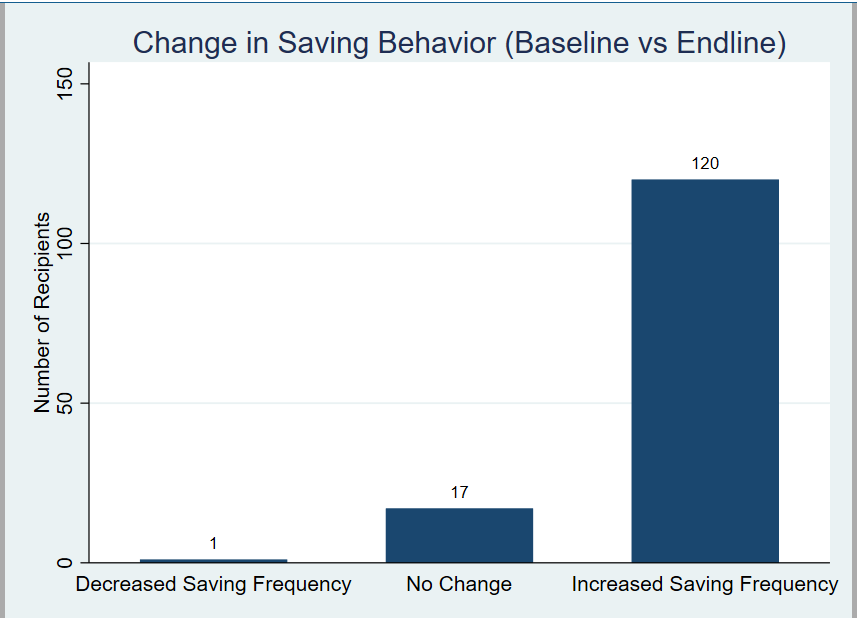 Change in Saving Behavior (Baseline vs Endline)
Number of Recipients
150
100
50
0
1
17
120
Decreased Saving Frequency
No Change
Increased Saving Frequency